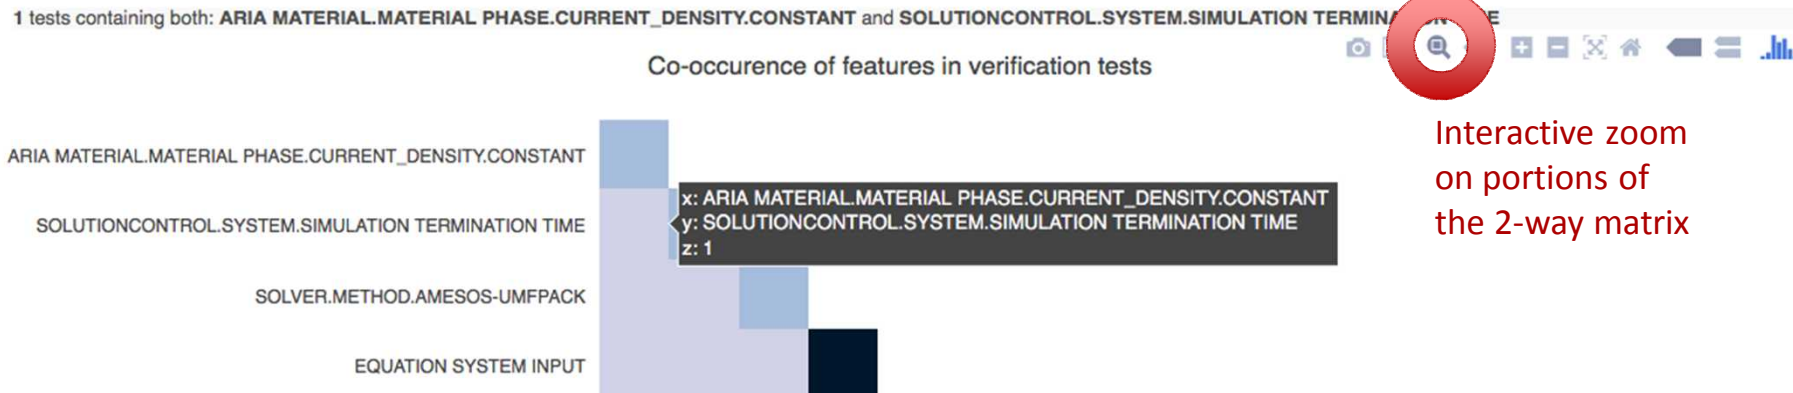 1 tests containing both: ARIA MATERIAL.MATERIAL PHASE.CURRENT_DENSITY.CONSTANT and SOLUTIONCONTROL.SYSTEM.SIMULATION TERMINATION TIME
Co-occurence of features in verification tests
Interactive zoom
on portions of
the 2-way matrix
ARIA MATERIAL.MATERIAL PHASE.CURRENT_DENSITY.CONSTANT
x: ARIA MATERIAL.MATERIAL PHASE.CURRENT_DENSITY.CONSTANT
SOLUTIONCONTROL.SYSTEM.SIMULATION TERMINATION TIME
y: SOLUTIONCONTROL.SYSTEM.SIMULATION TERMINATION TIME
z: 1
SOLVER.METHOD.AMESOS-UMFPACK
EQUATION SYSTEM INPUT